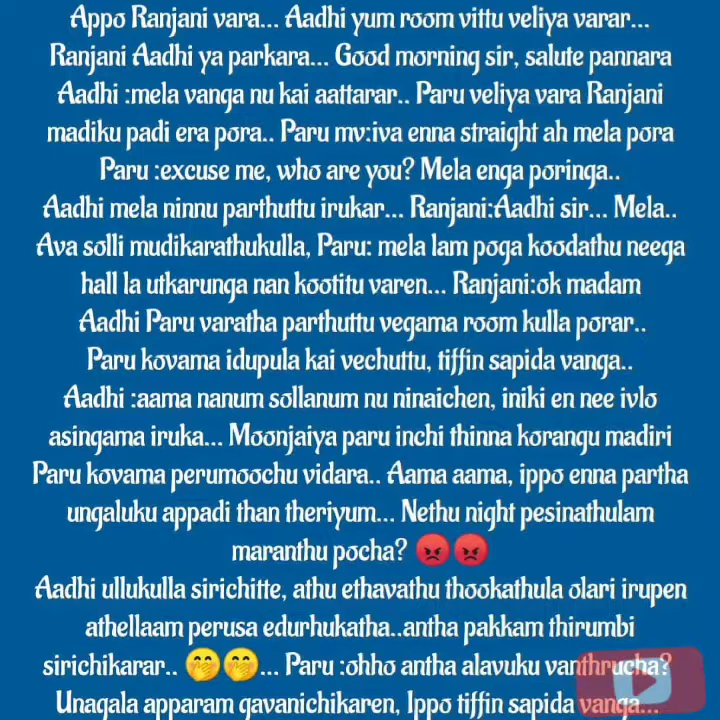 Appo Ranjani vara... Aadhi yum room vittu veliya varar...
Ranjani Aadhi ya parkara... Good morning sir, salute pannara
Aadhi :mela vanga nu kai aattarar.. Paru veliya vara Ranjani
madiku padi era pora.. Paru mv:iva enna straight ah mela pora
Paru :excuse me, who are you? Mela enga poringa..
Aadhi mela ninnu parthuttu irukar... Ranjani:Aadhi sir... Mela..
Ava solli mudikarathukulla, Paru: mela lam poga koodathu neega
hall la utkarunga nan kootitu varen... Ranjani:ok madam
Aadhi Paru varatha parthuttu vegama room kulla porar..
Paru kovama idupula kai vechuttu, tiffin sapida vanga..
Aadhi :aama nanum sollanum nu ninaichen, iniki en nee ivlo
asingama iruka... Moonjaiya paru inchi thinna korangu madiri
Paru kovama perumoochu vidara.. Aama aama, ippo enna partha
ungaluku appadi than theriyum... Nethu night pesinathulam
maranthu pocha? 😡😡
Aadhi ullukulla sirichitte, athu ethavathu thookathula olari irupen
athellaam perusa edurhukatha..antha pakkam thirumbi
sirichikarar.. 🤭🤭... Paru :ohho antha alavuku vanthrucha?
Unagala apparam gavanichikaren, Ippo tiffin sapida vanga...